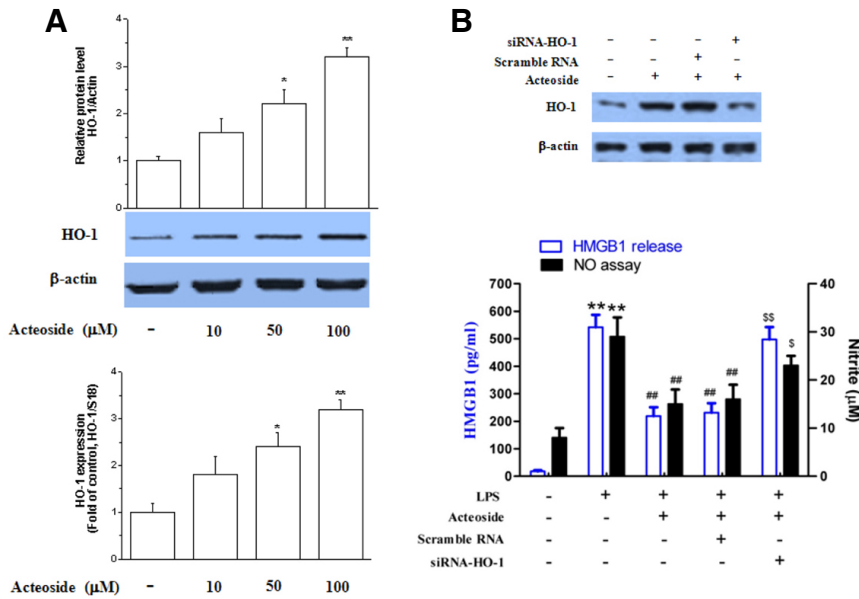 A
Relative protein level
HO-1/Actin
4
3
2
1
0
*
**
HO-1
β-actin
Acteoside (μM) – 10 50 100
HO-1 expression
(Fold of control, HO-1/S18)
4
3
2
1
0
*
**
Acteoside (μM) – 10 50 100
B
siRNA-HO-1 – – – +
Scramble RNA – – + –
Acteoside – + + +
HO-1
β-actin
HMGB1 release
NO assay
HMGB1 (pg/ml)
700
600
500
400
300
200
100
0
** **
## ##
## ##
$$ $
40
30
20
10
0
Nitrite (μM)
LPS - + + + +
Acteoside - - + + +
Scramble RNA - - - + -
siRNA-HO-1 - - - - +